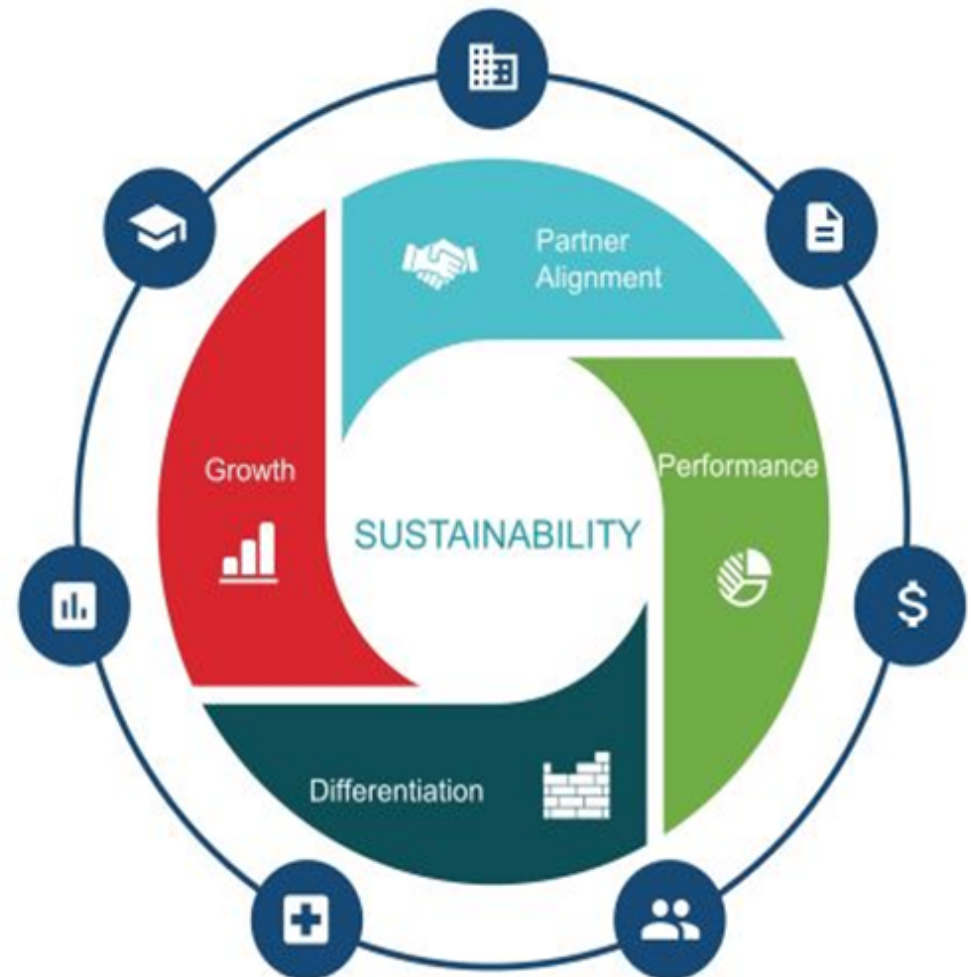 Partner
Alignment
Growth
Performance
SUSTAINABILITY
Differentiation
$